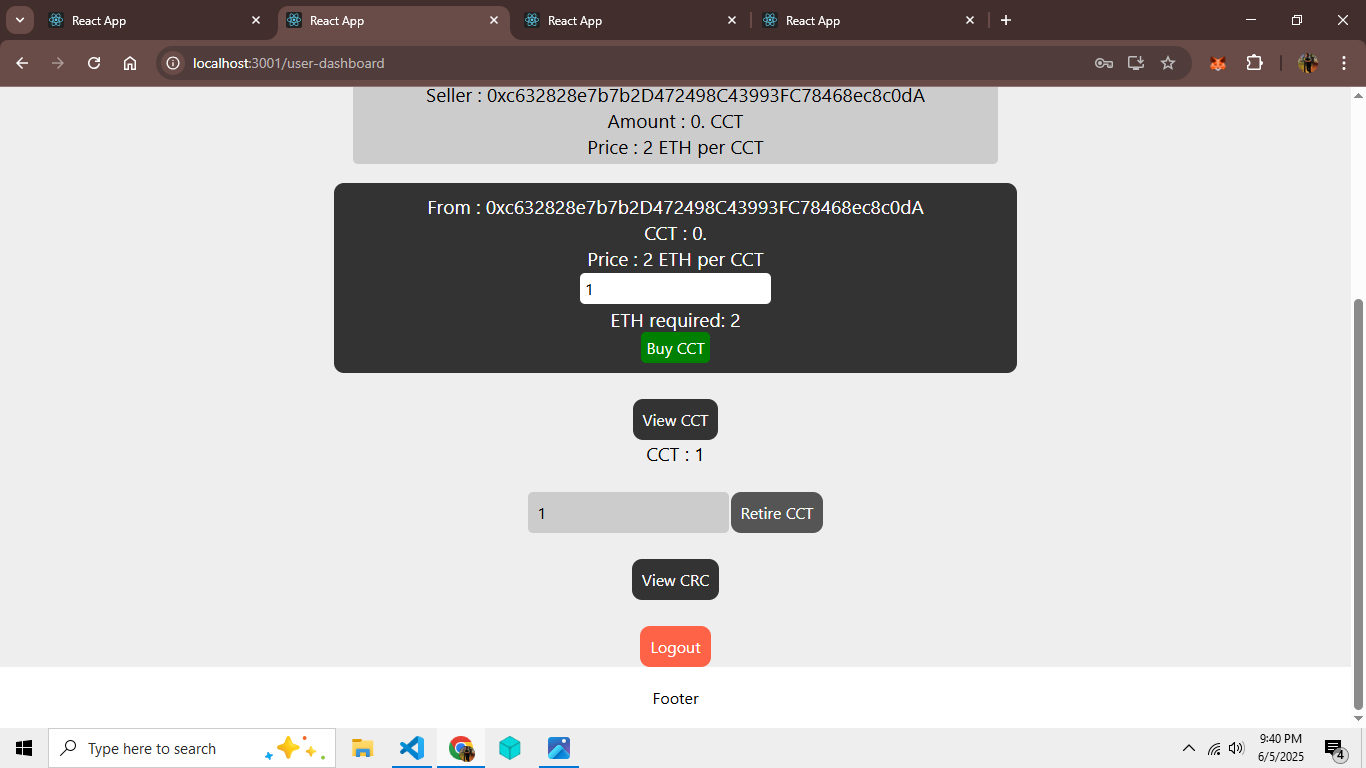 React App
React App
React App
React App
localhost:3001/user-dashboard
Seller : 0xc632828e7b7b2D472498C43993FC78468ec8c0dA
Amount : 0. CCT
Price : 2 ETH per CCT
From : 0xc632828e7b7b2D472498C43993FC78468ec8c0dA
CCT : 0.
Price : 2 ETH per CCT
1
ETH required: 2
Buy CCT
View CCT
CCT : 1
1 Retire CCT
View CRC
Logout
Footer
Type here to search
9:40 PM
6/5/2025
4